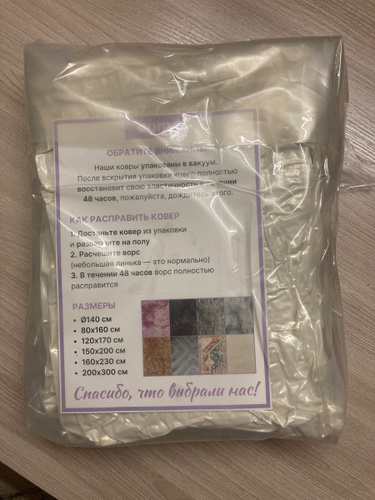 ОБРАТИТЕ ВНИМАНИЕ!
Наши ковры упакованы в вакуум.
После вскрытия упаковки ковер полностью
восстановит свою эластичность в течении
48 часов, пожалуйста, дождитесь этого.
КАК РАСПРАВИТЬ КОВЕР
1. Достаньте ковер из упаковки
и разверните на полу
2. Расчешите ворс
(небольшая линька — это нормально)
3. В течении 48 часов ворс полностью
расправится
РАЗМЕРЫ
• Ø140 см
• 80х160 см
• 120х170 см
• 150х200 см
• 160х230 см
• 200х300 см
Спасибо, что выбрали нас!